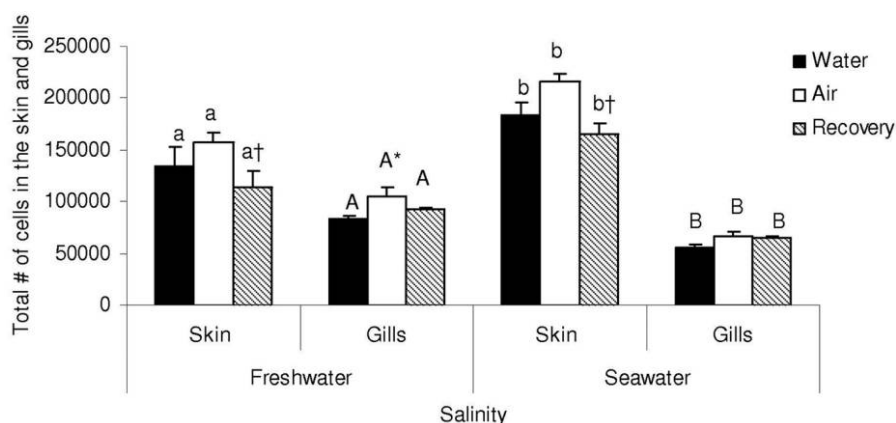 Total # of cells in the skin and gills
250000
200000
150000
100000
50000
0
a
a
a†
A
A*
A
b
b
b†
B
B
B
Water
Air
Recovery
Skin Gills Skin Gills
Freshwater Seawater
Salinity